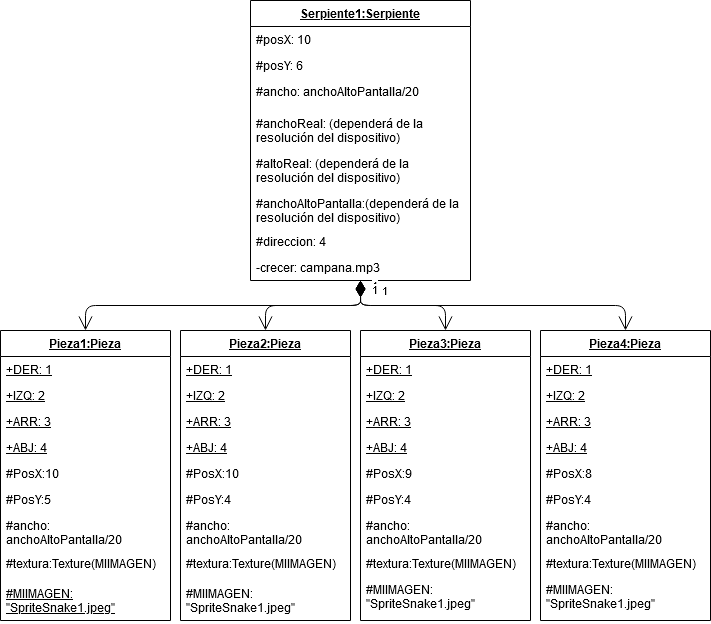 Serpiente1:Serpiente
#posX: 10
#posY: 6
#ancho: anchoAltoPantalla/20
#anchoReal: (dependerá de la
resolución del dispositivo)
#altoReal: (dependerá de la
resolución del dispositivo)
#anchoAltoPantalla:(dependerá de la
resolución del dispositivo)
#direccion: 4
-crecer: campana.mp3
1 1
Pieza1:Pieza
+DER: 1
+IZQ: 2
+ARR: 3
+ABJ: 4
#PosX:10
#PosY:5
#ancho:
anchoAltoPantalla/20
#textura:Texture(MIIMAGEN)
#MIIMAGEN:
"SpriteSnake1.jpeg"
Pieza2:Pieza
+DER: 1
+IZQ: 2
+ARR: 3
+ABJ: 4
#PosX:10
#PosY:4
#ancho:
anchoAltoPantalla/20
#textura:Texture(MIIMAGEN)
#MIIMAGEN:
"SpriteSnake1.jpeg"
Pieza3:Pieza
+DER: 1
+IZQ: 2
+ARR: 3
+ABJ: 4
#PosX:9
#PosY:4
#ancho:
anchoAltoPantalla/20
#textura:Texture(MIIMAGEN)
#MIIMAGEN:
"SpriteSnake1.jpeg"
Pieza4:Pieza
+DER: 1
+IZQ: 2
+ARR: 3
+ABJ: 4
#PosX:8
#PosY:4
#ancho:
anchoAltoPantalla/20
#textura:Texture(MIIMAGEN)
#MIIMAGEN:
"SpriteSnake1.jpeg"